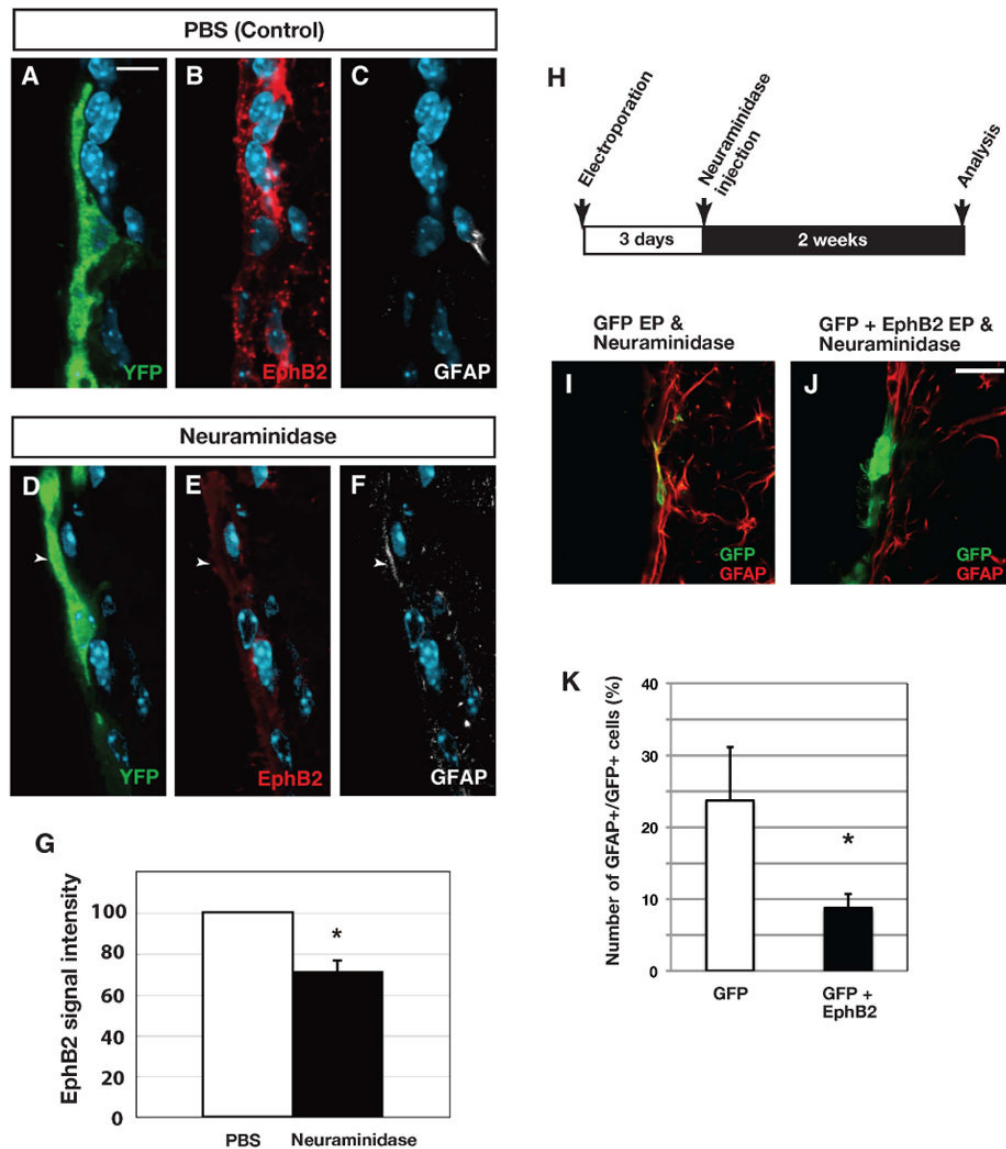 PBS (Control)
A
B
C
YFP
EphB2
GFAP
Neuraminidase
D
E
F
YFP
EphB2
GFAP
G
EphB2 signal intensity
100
80
60
40
20
0
*
PBS
Neuraminidase
H
Electroporation
Neuraminidase
injection
Analysis
3 days
2 weeks
GFP EP &
Neuraminidase
GFP + EphB2 EP &
Neuraminidase
I
GFP
GFAP
J
GFP
GFAP
K
Number of GFAP+/GFP+ cells (%)
40
30
20
10
0
*
GFP
GFP +
EphB2